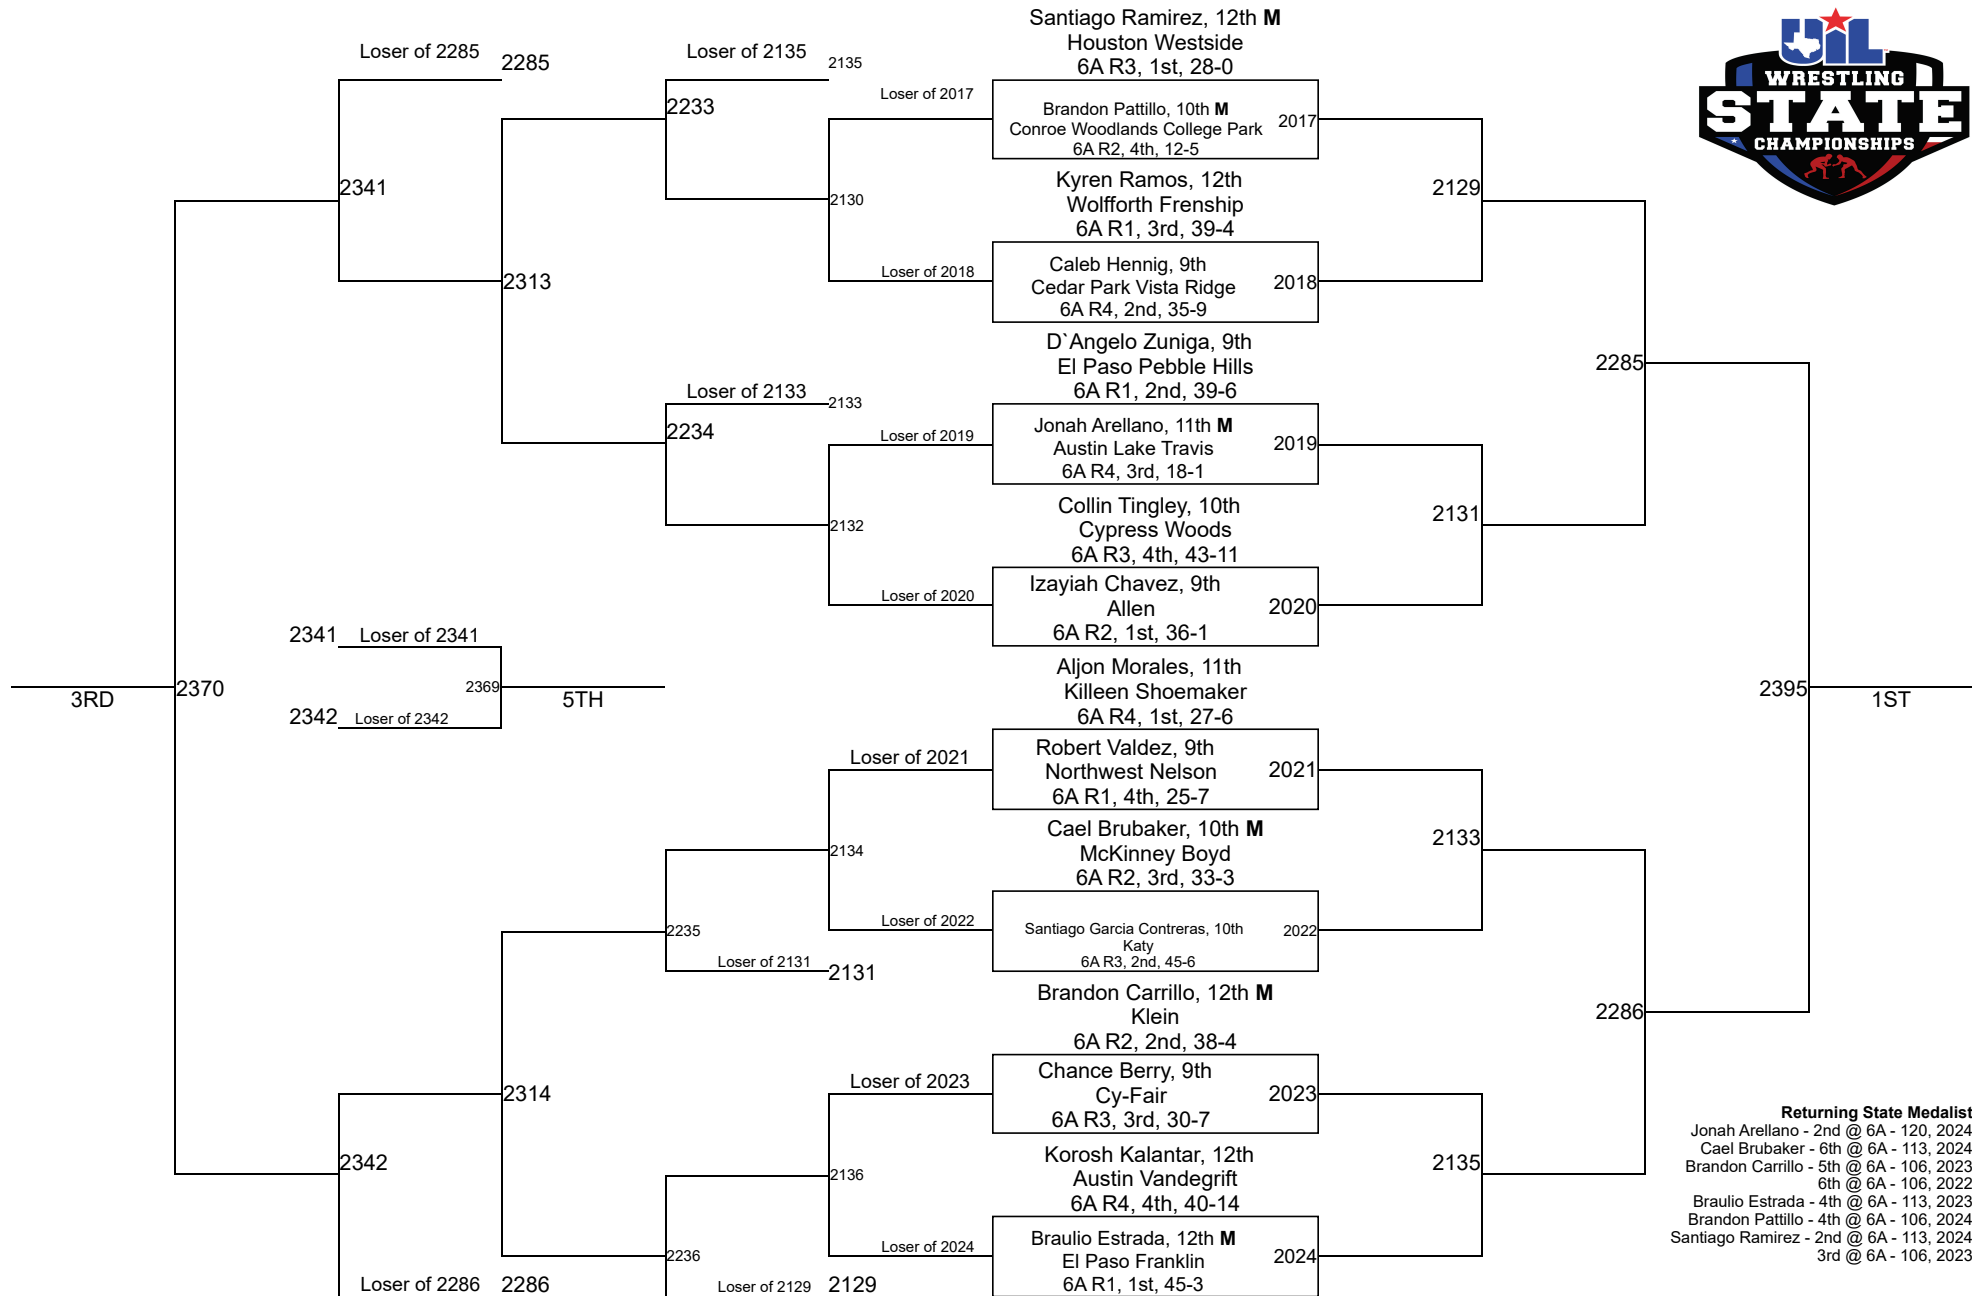 UIL
WRESTLING
STATE
CHAMPIONSHIPS
Loser of 2285
2285
Loser of 2135
2135
2233
Loser of 2017
2341
2130
2313
Loser of 2018
Loser of 2133
2133
2234
Loser of 2019
2132
Loser of 2020
2341
Loser of 2341
3RD
2370
2369
5TH
2342
Loser of 2342
Loser of 2021
2134
Loser of 2022
2235
Loser of 2131
2131
2314
Loser of 2023
2342
2136
2236
Loser of 2024
Loser of 2286
2286
Loser of 2129
2129
Santiago Ramirez, 12th M
Houston Westside
6A R3, 1st, 28-0
Brandon Pattillo, 10th M
Conroe Woodlands College Park
6A R2, 4th, 12-5
2017
Kyren Ramos, 12th
Wolfforth Frenship
6A R1, 3rd, 39-4
Caleb Hennig, 9th
Cedar Park Vista Ridge
6A R4, 2nd, 35-9
2018
D`Angelo Zuniga, 9th
El Paso Pebble Hills
6A R1, 2nd, 39-6
Jonah Arellano, 11th M
Austin Lake Travis
6A R4, 3rd, 18-1
2019
Collin Tingley, 10th
Cypress Woods
6A R3, 4th, 43-11
Izayiah Chavez, 9th
Allen
6A R2, 1st, 36-1
2020
Aljon Morales, 11th
Killeen Shoemaker
6A R4, 1st, 27-6
Robert Valdez, 9th
Northwest Nelson
6A R1, 4th, 25-7
2021
Cael Brubaker, 10th M
McKinney Boyd
6A R2, 3rd, 33-3
Santiago Garcia Contreras, 10th
Katy
6A R3, 2nd, 45-6
2022
Brandon Carrillo, 12th M
Klein
6A R2, 2nd, 38-4
Chance Berry, 9th
Cy-Fair
6A R3, 3rd, 30-7
2023
Korosh Kalantar, 12th
Austin Vandegrift
6A R4, 4th, 40-14
Braulio Estrada, 12th M
El Paso Franklin
6A R1, 1st, 45-3
2024
2129
2285
2131
2395
1ST
2133
2286
2135
Returning State Medalist
Jonah Arellano - 2nd @ 6A - 120, 2024
Cael Brubaker - 6th @ 6A - 113, 2024
Brandon Carrillo - 5th @ 6A - 106, 2023
6th @ 6A - 106, 2022
Braulio Estrada - 4th @ 6A - 113, 2023
Brandon Pattillo - 4th @ 6A - 106, 2024
Santiago Ramirez - 2nd @ 6A - 113, 2024
3rd @ 6A - 106, 2023